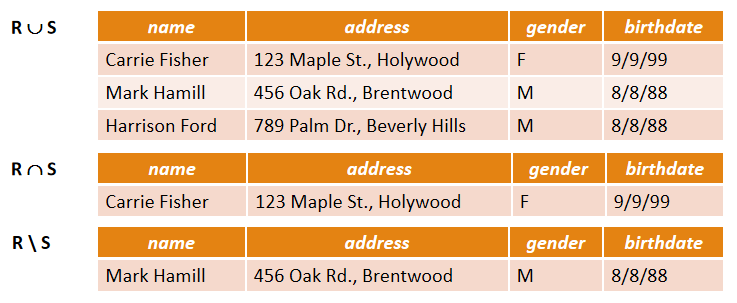 R ∪ S name address gender birthdate
Carrie Fisher 123 Maple St., Holywood F 9/9/99
Mark Hamill 456 Oak Rd., Brentwood M 8/8/88
Harrison Ford 789 Palm Dr., Beverly Hills M 8/8/88
R ∩ S name address gender birthdate
Carrie Fisher 123 Maple St., Holywood F 9/9/99
R \ S name address gender birthdate
Mark Hamill 456 Oak Rd., Brentwood M 8/8/88